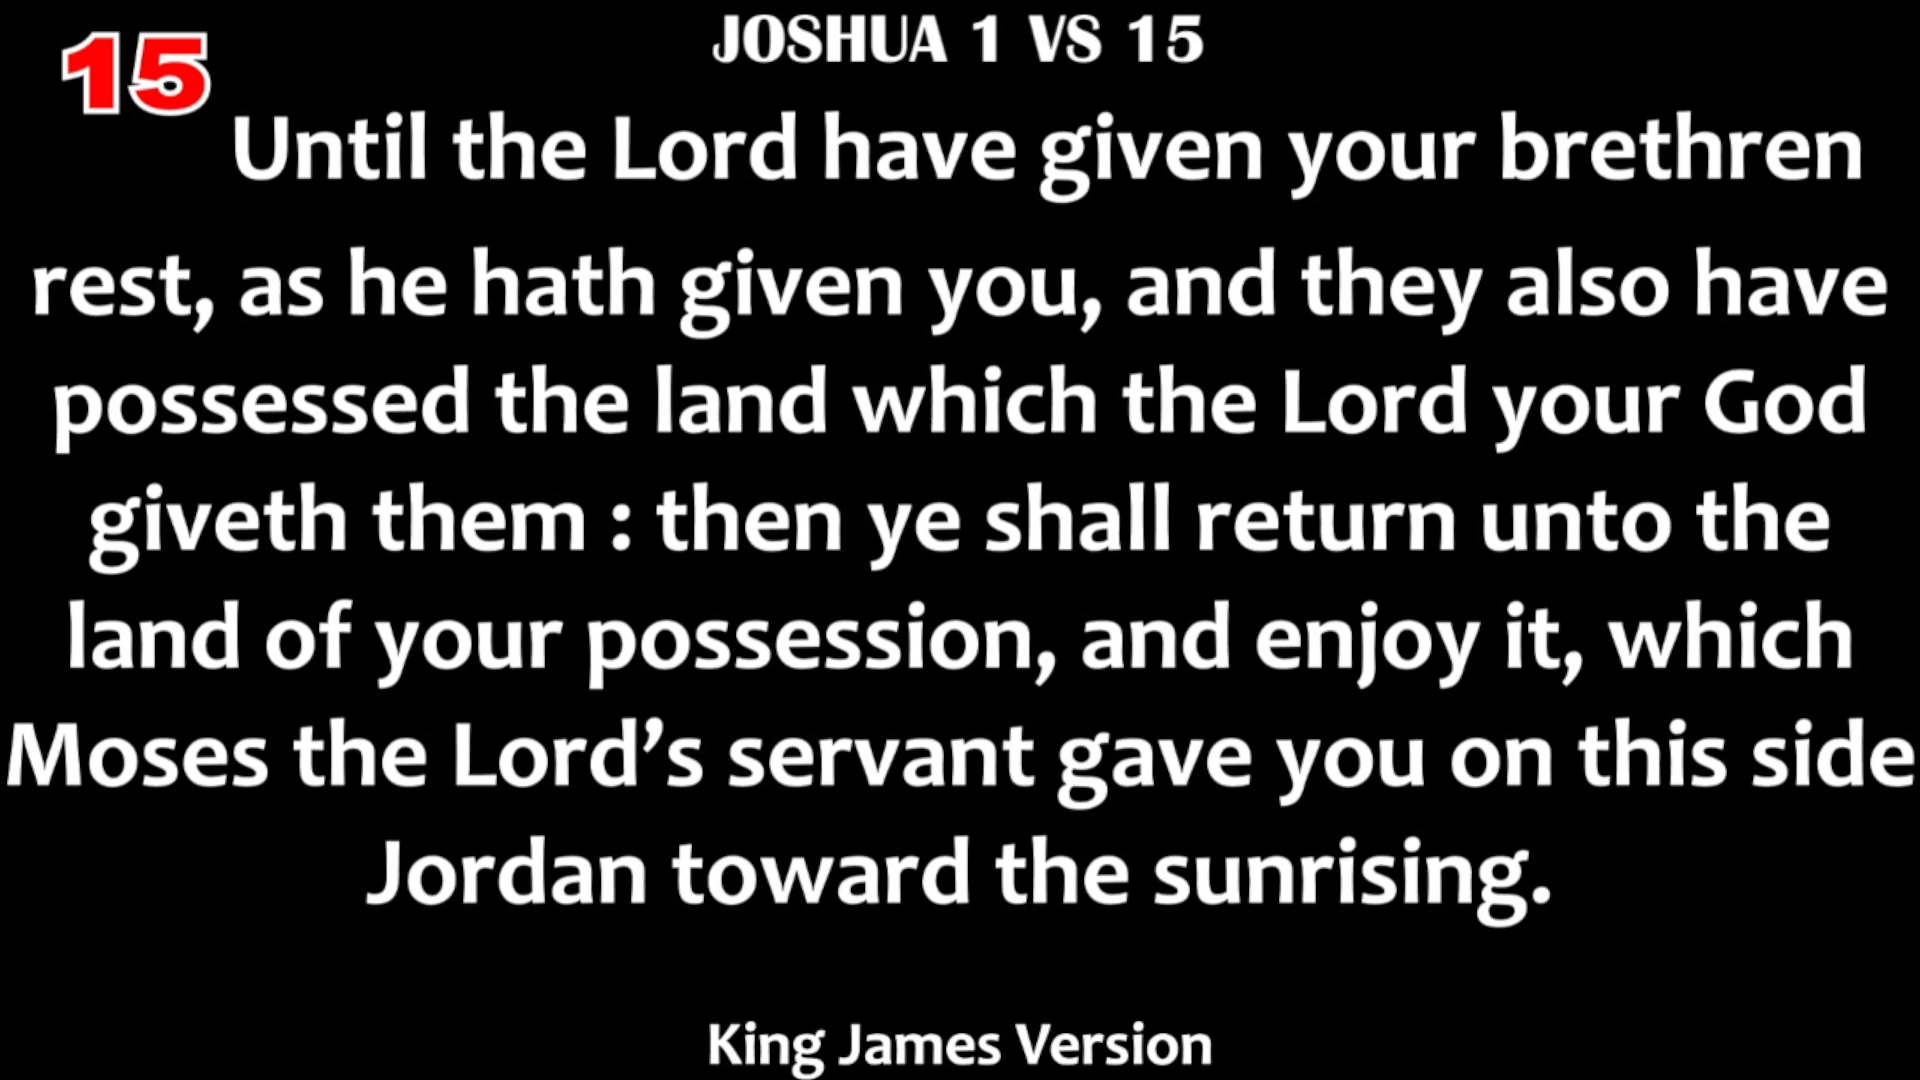 JOSHUA 1 VS 15
15
Until the Lord have given your brethren
rest, as he hath given you, and they also have
possessed the land which the Lord your God
giveth them : then ye shall return unto the
land of your possession, and enjoy it, which
Moses the Lord’s servant gave you on this side
Jordan toward the sunrising.
King James Version